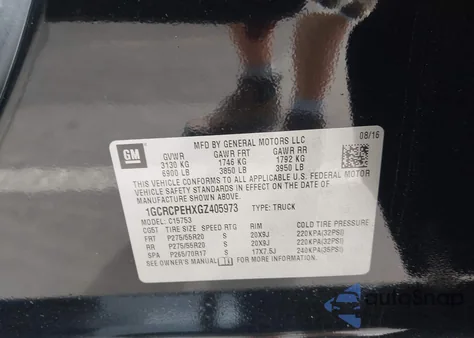 GM
MFD BY GENERAL MOTORS LLC
08/16
GVWR GAWR FRT GAWR RR
3130 KG 1746 KG 1792 KG
6900 LB 3850 LB 3950 LB
THIS VEHICLE CONFORMS TO ALL APPLICABLE U.S. FEDERAL MOTOR
VEHICLE SAFETY STANDARDS IN EFFECT ON THE DATE OF
MANUFACTURE SHOWN ABOVE.
1GCRCPEHXGZ405973 TYPE: TRUCK
MODEL: C15753
TIRE SIZE SPEED RTG RIM COLD TIRE PRESSURE
FRT P275/55R20 S 20X9J 220KPA(32PSI)
RR P275/55R20 S 20X9J 220KPA(32PSI)
SPA P265/70R17 S 17X7.5J 240KPA(35PSI)
SEE OWNER'S MANUAL FOR ADDITIONAL INFORMATION.
AutoSnap